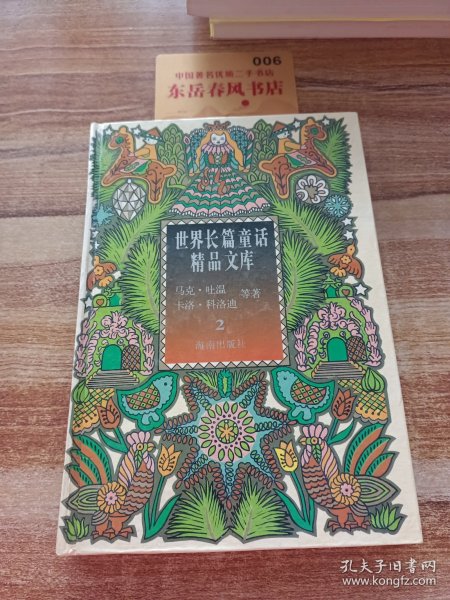 006
中国著名优质二手书店
东岳春风书店
世界长篇童话
精品文库
马克·吐温
卡洛·科洛迪
等著
2
海南出版社
孔夫子旧书网
www.kongfz.com